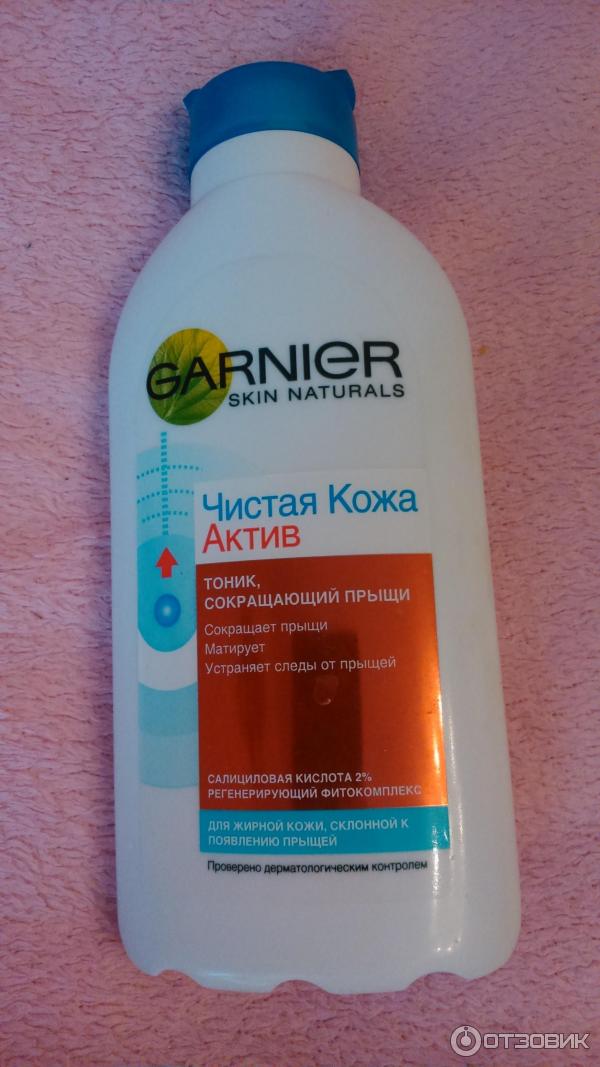 GARNIER
SKIN NATURALS
Чистая Кожа
Актив
ТОНИК,
СОКРАЩАЮЩИЙ ПРЫЩИ
Сокращает прыщи
Матирует
Устраняет следы от прыщей
САЛИЦИЛОВАЯ КИСЛОТА 2%
РЕГЕНЕРИРУЮЩИЙ ФИТОКОМПЛЕКС
ДЛЯ ЖИРНОЙ КОЖИ, СКЛОННОЙ К
ПОЯВЛЕНИЮ ПРЫЩЕЙ
Проверено дерматологическим контролем
ОТЗОВИК